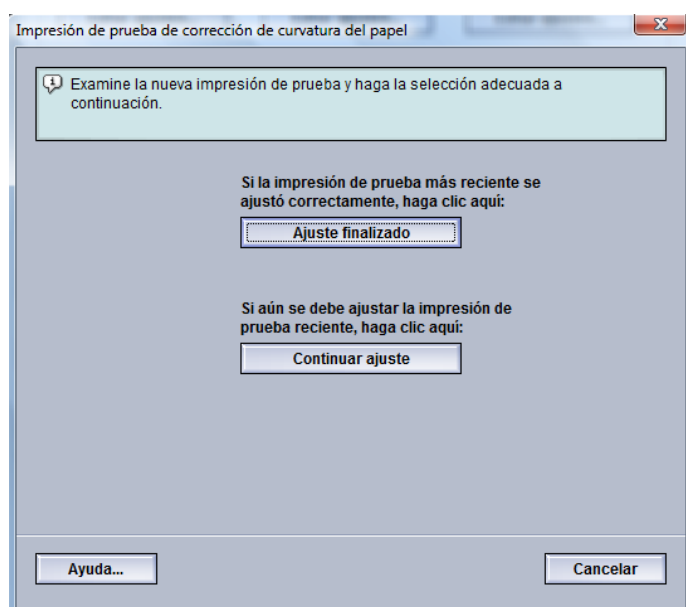 Impresión de prueba de corrección de curvatura del papel
Examine la nueva impresión de prueba y haga la selección adecuada a
continuación.
Si la impresión de prueba más reciente se
ajustó correctamente, haga clic aquí:
Ajuste finalizado
Si aún se debe ajustar la impresión de
prueba reciente, haga clic aquí:
Continuar ajuste
Ayuda...
Cancelar